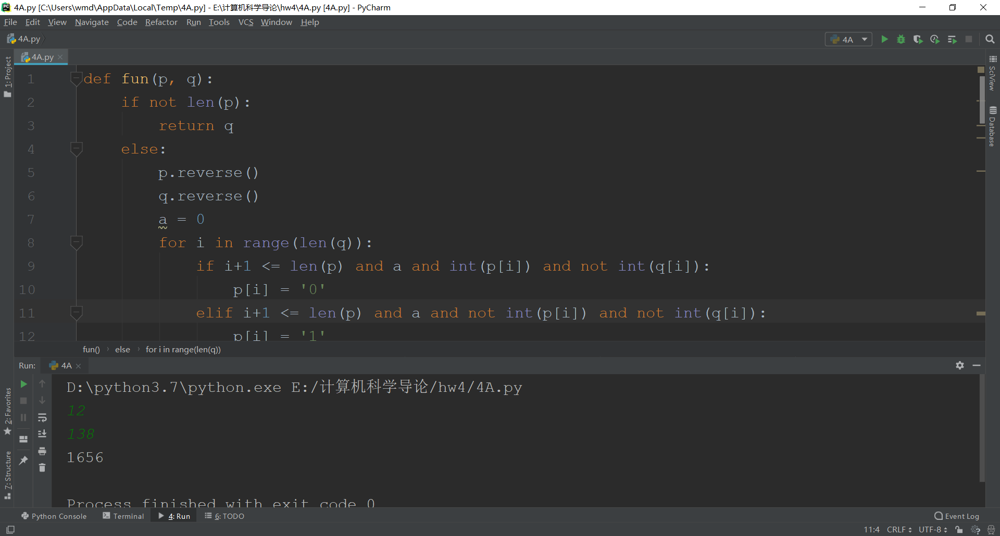 4A.py [C:\Users\wmd\AppData\Local\Temp\4A.py] - E:\计算机科学导论\hw4\4A.py [4A.py] - PyCharm
File Edit View Navigate Code Refactor Run Tools VCS Window Help
4A.py
4A
4A.py
1: Project
SciView
Database
1 def fun(p, q):
2 if not len(p):
3 return q
4 else:
5 p.reverse()
6 q.reverse()
7 a = 0
8 for i in range(len(q)):
9 if i+1 <= len(p) and a and int(p[i]) and not int(q[i]):
10 p[i] = '0'
11 elif i+1 <= len(p) and a and not int(p[i]) and not int(q[i]):
12 p[i] = '1'
fun() › else › for i in range(len(q))
Run: 4A
2: Favorites
7: Structure
D:\python3.7\python.exe E:/计算机科学导论/hw4/4A.py
12
138
1656
Process finished with exit code 0
Python Console Terminal 4: Run 6: TODO Event Log
11:4 CRLF UTF-8